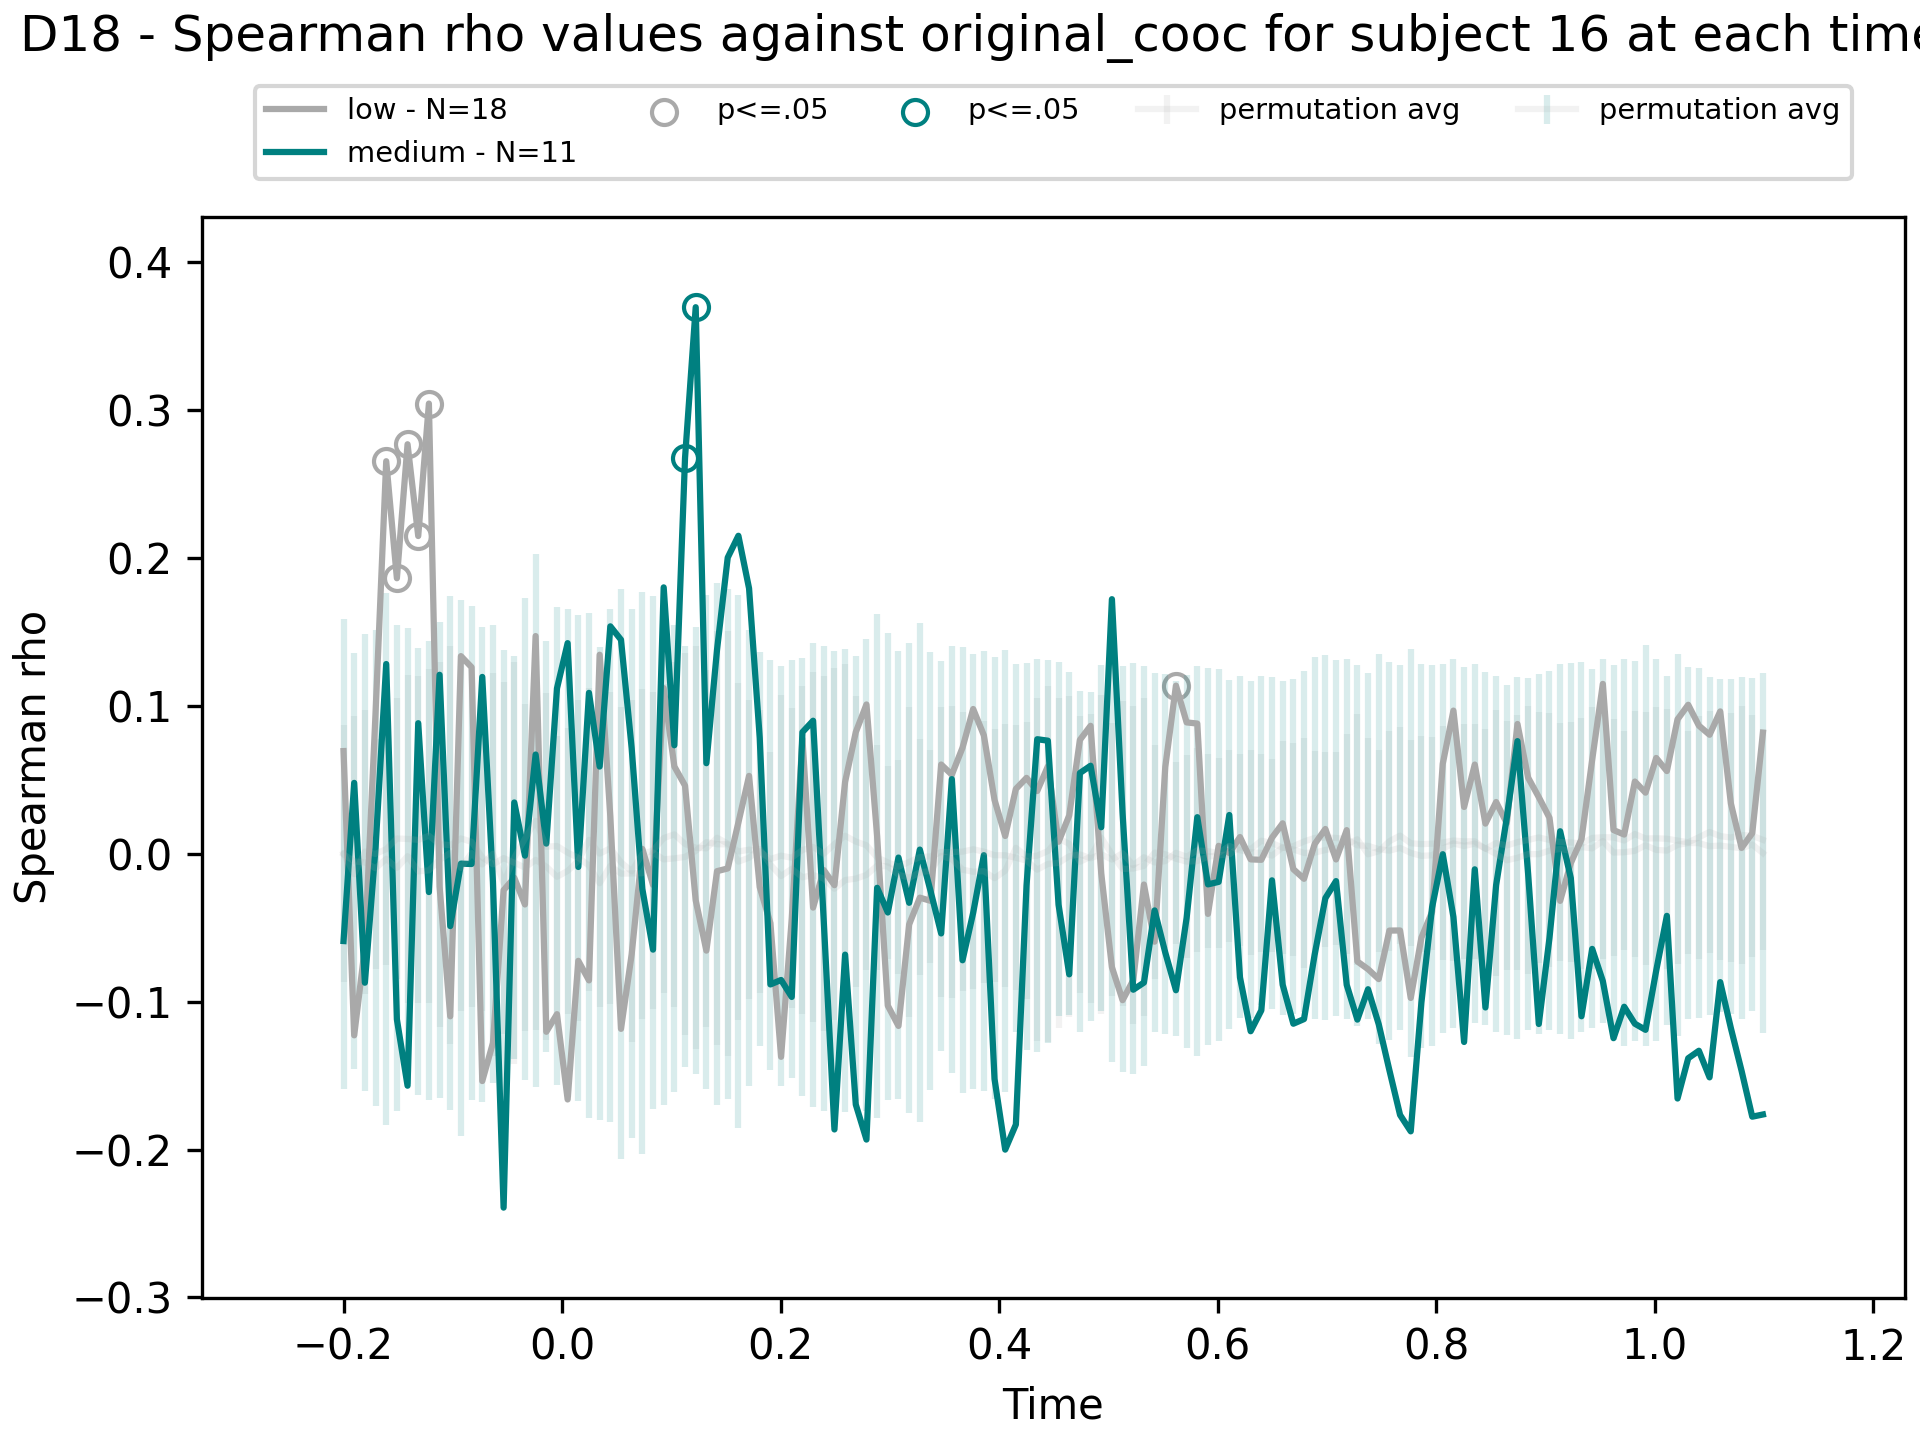 D18 - Spearman rho values against original_cooc for subject 16 at each time
low - N=18
medium - N=11
p<=.05
p<=.05
permutation avg
permutation avg
Spearman rho
0.4
0.3
0.2
0.1
0.0
−0.1
−0.2
−0.3
−0.2
0.0
0.2
0.4
0.6
0.8
1.0
1.2
Time